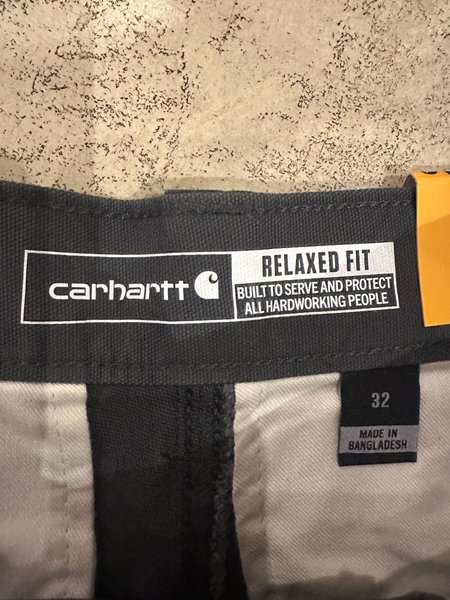 carhartt
RELAXED FIT
BUILT TO SERVE AND PROTECT
ALL HARDWORKING PEOPLE
32
MADE IN
BANGLADESH